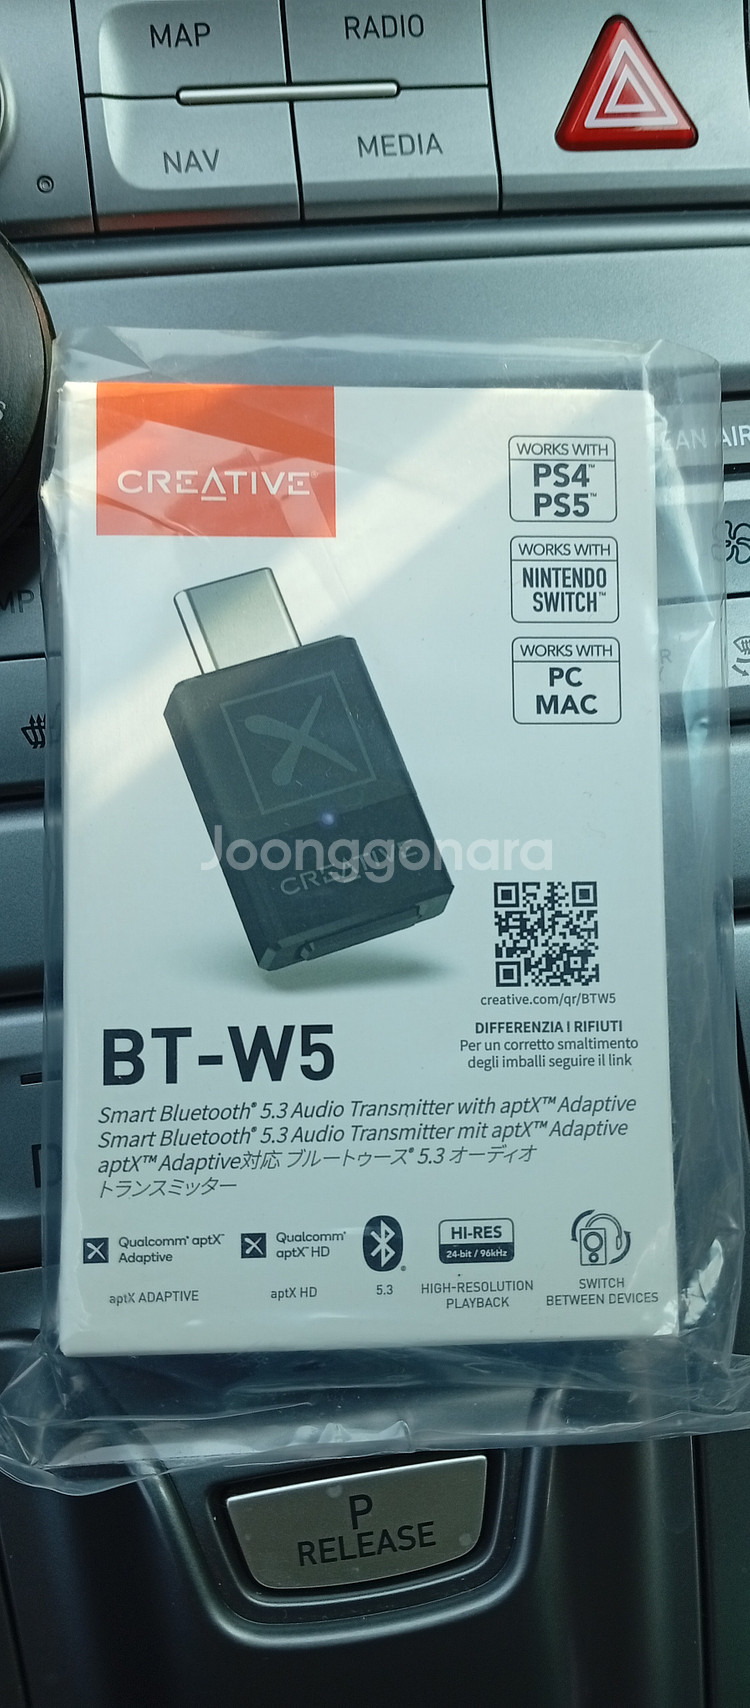 MAP
RADIO
NAV
MEDIA
CREATIVE
WORKS WITH
PS4™
PS5™
WORKS WITH
NINTENDO
SWITCH™
WORKS WITH
PC
MAC
CREATIVE
Joonggonara
creative.com/qr/BTW5
DIFFERENZIA I RIFIUTI
Per un corretto smaltimento
degli imballi seguire il link
BT-W5
Smart Bluetooth® 5.3 Audio Transmitter with aptX™ Adaptive
Smart Bluetooth® 5.3 Audio Transmitter mit aptX™ Adaptive
aptX™ Adaptive対応 ブルートゥース® 5.3 オーディオ
トランスミッター
Qualcomm® aptX™
Adaptive
Qualcomm®
aptX™ HD
HI-RES
24-bit / 96kHz
aptX ADAPTIVE
aptX HD
5.3
HIGH-RESOLUTION
PLAYBACK
SWITCH
BETWEEN DEVICES
P
RELEASE